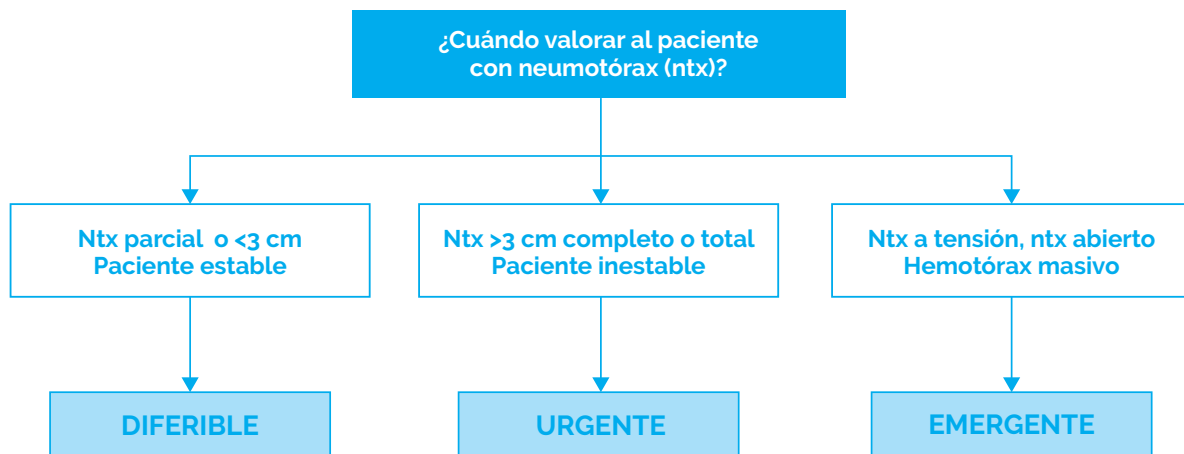 ¿Cuándo valorar al paciente
con neumotórax (ntx)?
Ntx parcial o <3 cm
Paciente estable
Ntx >3 cm completo o total
Paciente inestable
Ntx a tensión, ntx abierto
Hemotórax masivo
DIFERIBLE
URGENTE
EMERGENTE